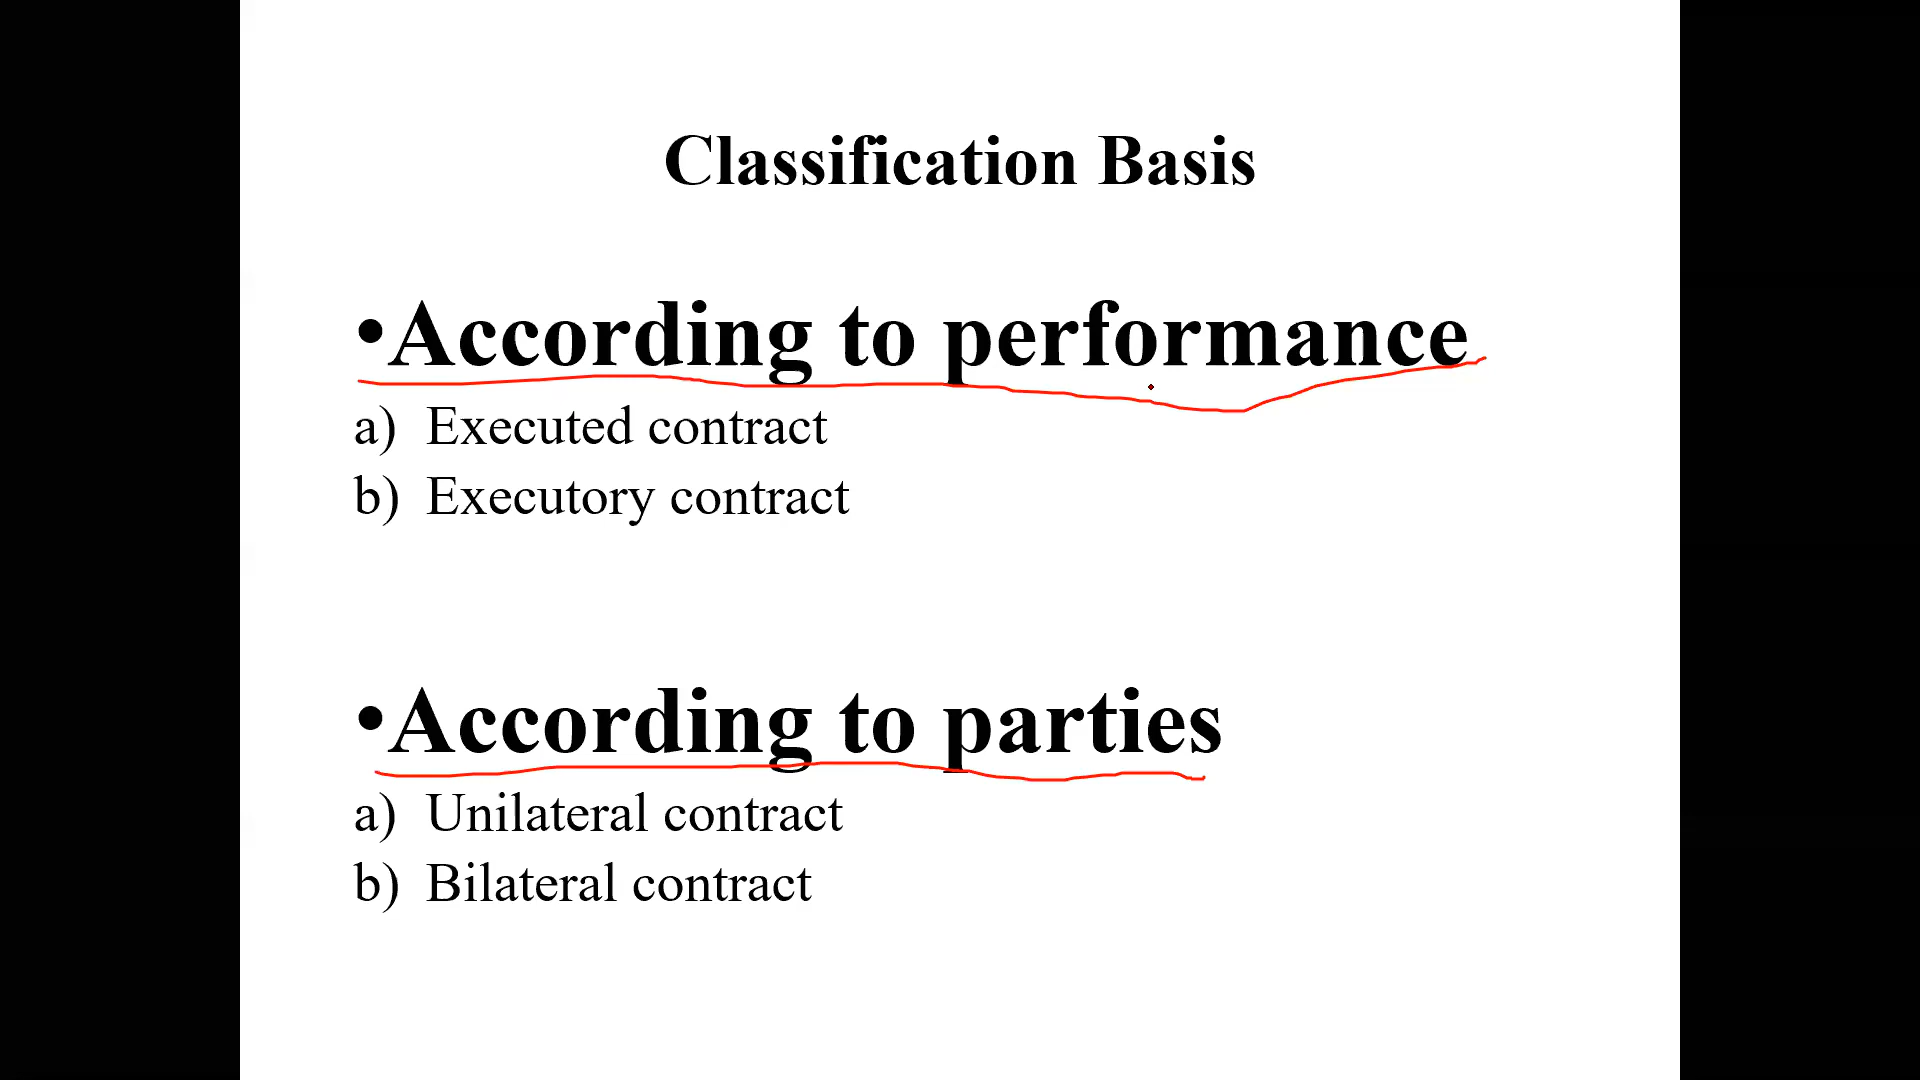 Classification Basis
•According to performance
a) Executed contract
b) Executory contract
•According to parties
a) Unilateral contract
b) Bilateral contract